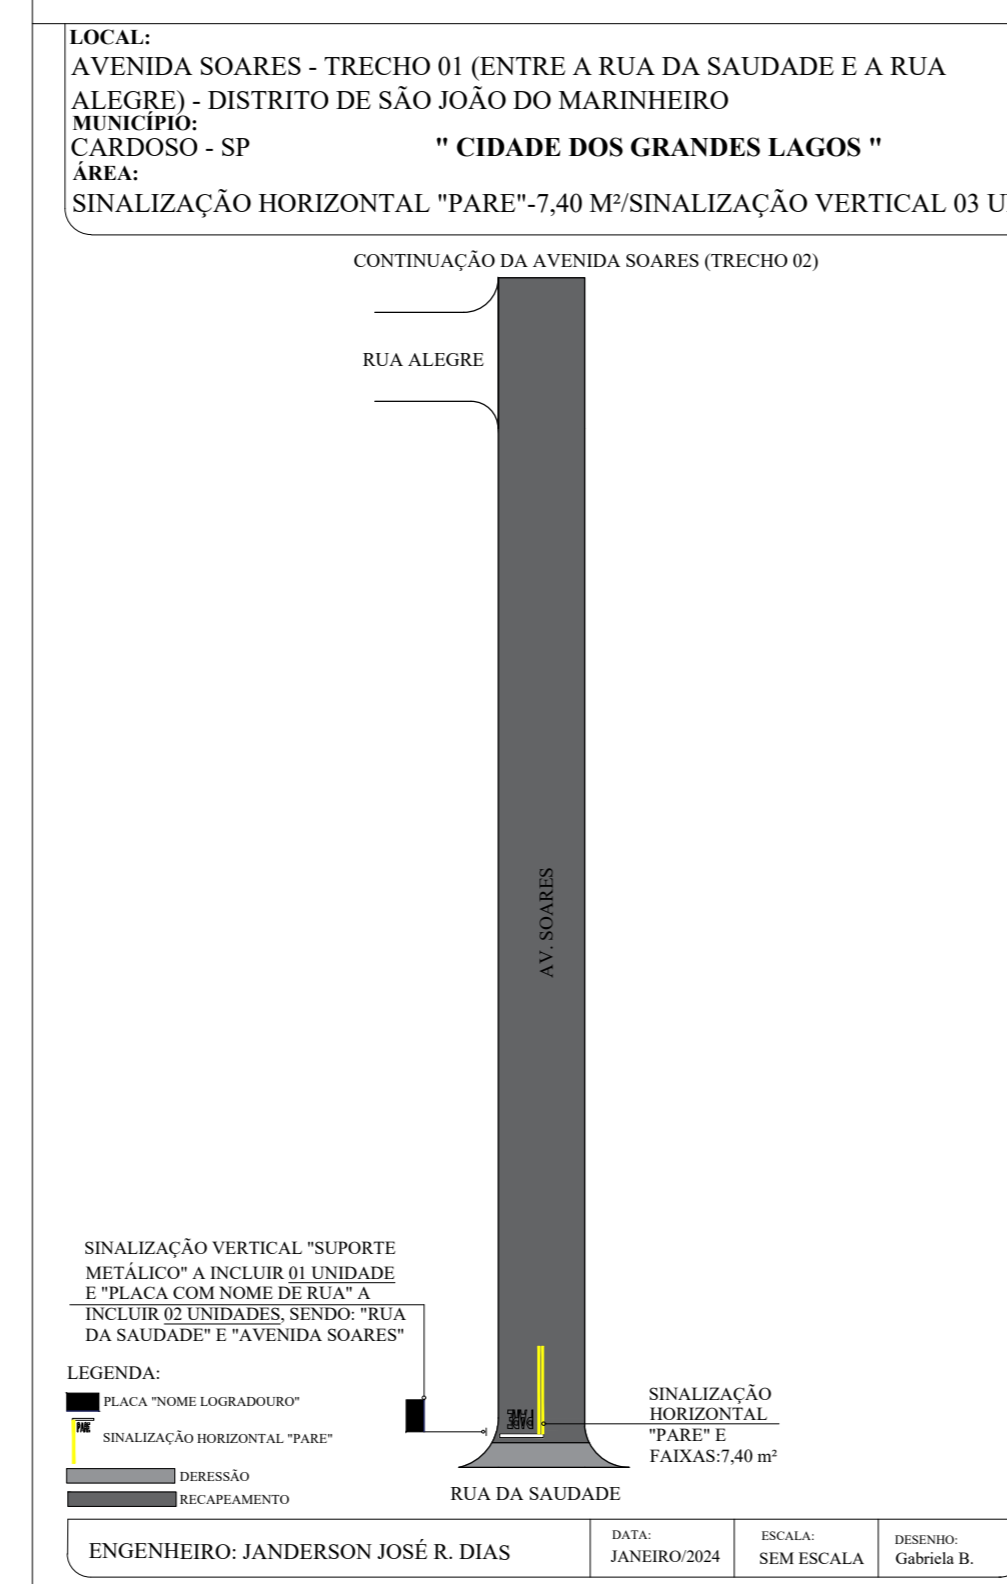 LOCAL:
AVENIDA SOARES - TRECHO 01 (ENTRE A RUA DA SAUDADE E A RUA
ALEGRE) - DISTRITO DE SÃO JOÃO DO MARINHEIRO
MUNICÍPIO:
CARDOSO - SP " CIDADE DOS GRANDES LAGOS "
ÁREA:
SINALIZAÇÃO HORIZONTAL "PARE"-7,40 M²/SINALIZAÇÃO VERTICAL 03 U
CONTINUAÇÃO DA AVENIDA SOARES (TRECHO 02)
RUA ALEGRE
AV. SOARES
SINALIZAÇÃO VERTICAL "SUPORTE
METÁLICO" A INCLUIR 01 UNIDADE
E "PLACA COM NOME DE RUA" A
INCLUIR 02 UNIDADES, SENDO: "RUA
DA SAUDADE" E "AVENIDA SOARES"
LEGENDA:
PLACA "NOME LOGRADOURO"
PARE
SINALIZAÇÃO HORIZONTAL "PARE"
DERESSÃO
RECAPEAMENTO
PARE
SINALIZAÇÃO
HORIZONTAL
"PARE" E
FAIXAS:7,40 m²
RUA DA SAUDADE
ENGENHEIRO: JANDERSON JOSÉ R. DIAS
DATA:
JANEIRO/2024
ESCALA:
SEM ESCALA
DESENHO:
Gabriela B.